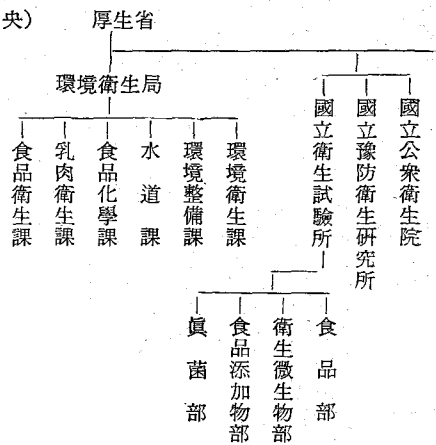 央)
厚生省
環境衛生局
國立公衆衛生院
國立豫防衛生研究所
國立衛生試驗所
環境衛生課
環境整備課
水道課
食品化學課
乳肉衛生課
食品衛生課
食品部
衛生微生物部
食品添加物部
眞菌部